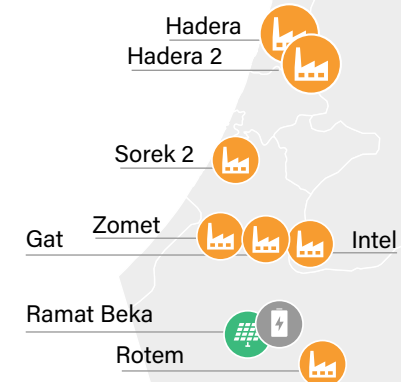 Hadera
Hadera 2
Sorek 2
Zomet
Gat
Intel
Ramat Beka
Rotem